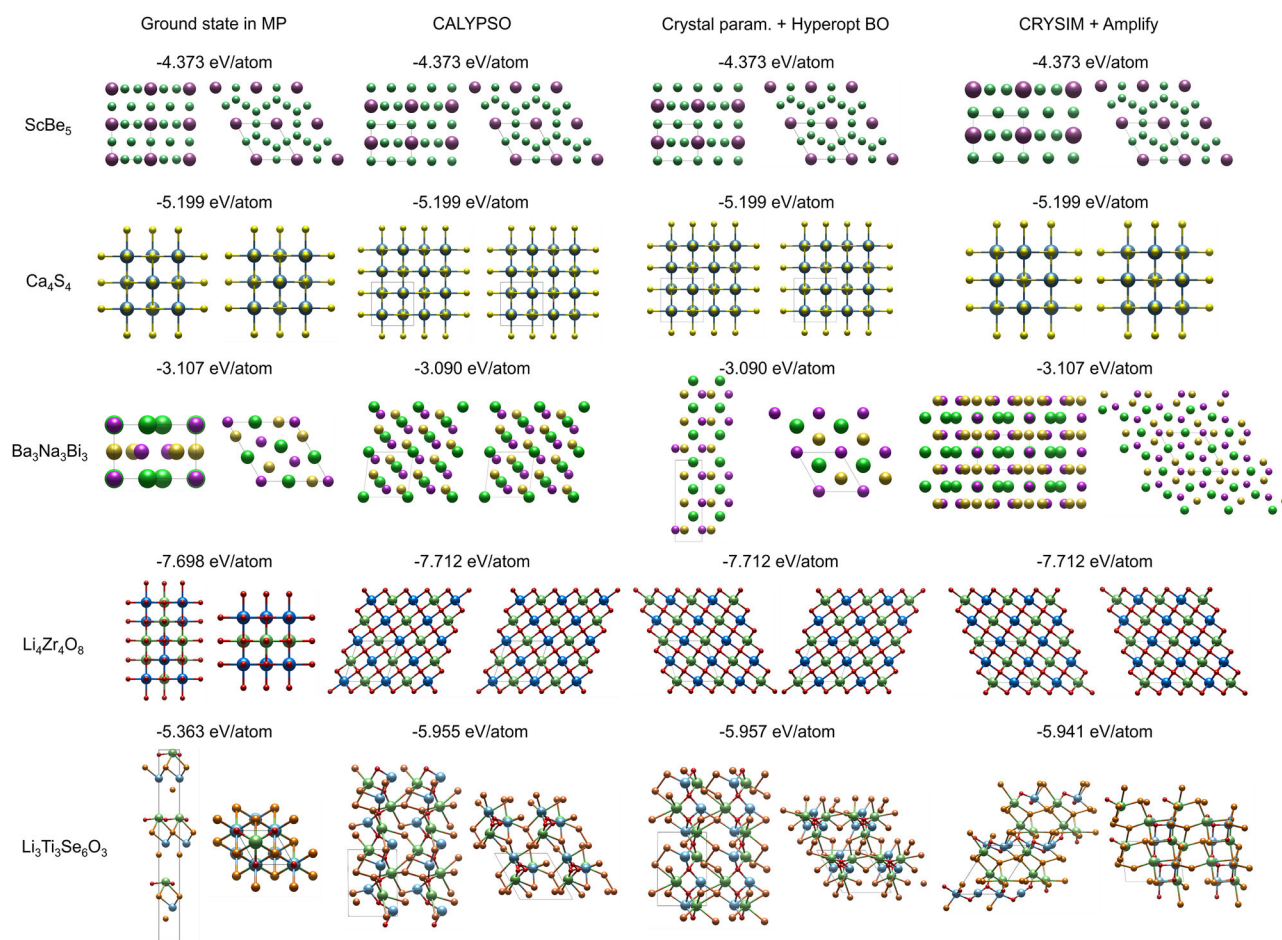 Ground state in MP CALYPSO Crystal param. + Hyperopt BO CRYSIM + Amplify
-4.373 eV/atom -4.373 eV/atom -4.373 eV/atom -4.373 eV/atom
ScBe₅
-5.199 eV/atom -5.199 eV/atom -5.199 eV/atom -5.199 eV/atom
Ca₄S₄
-3.107 eV/atom -3.090 eV/atom -3.090 eV/atom -3.107 eV/atom
Ba₃Na₃Bi₃
-7.698 eV/atom -7.712 eV/atom -7.712 eV/atom -7.712 eV/atom
Li₄Zr₄O₈
-5.363 eV/atom -5.955 eV/atom -5.957 eV/atom -5.941 eV/atom
Li₃Ti₃Se₆O₃